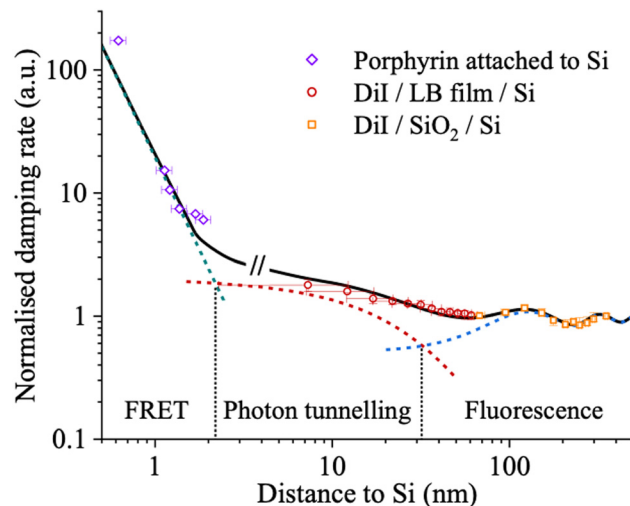 Normalised damping rate (a.u.)
100
10
1
0.1
Porphyrin attached to Si
DiI / LB film / Si
DiI / SiO₂ / Si
//
FRET
Photon tunnelling
Fluorescence
1
10
100
Distance to Si (nm)